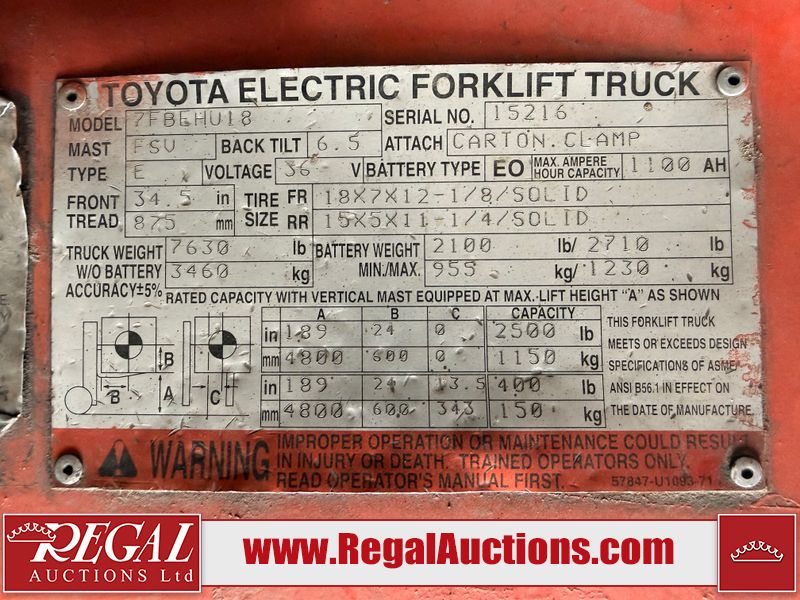 TOYOTA ELECTRIC FORKLIFT TRUCK
MODEL 7FBEHU18 SERIAL NO. 15216
MAST FSV BACK TILT 6.5 ATTACH CARTON.CLAMP
TYPE E VOLTAGE 36 V BATTERY TYPE EO MAX. AMPERE HOUR CAPACITY 1100 AH
FRONT TREAD 34.5 in TIRE SIZE FR 18X7X12-1/8/SOLID
875 mm RR 15X5X11-1/4/SOLID
TRUCK WEIGHT 7630 lb BATTERY WEIGHT 2100 lb/ 2710 lb
W/O BATTERY 3460 kg MIN./MAX. 955 kg/ 1230 kg
ACCURACY±5%
RATED CAPACITY WITH VERTICAL MAST EQUIPPED AT MAX. LIFT HEIGHT "A" AS SHOWN
A B C CAPACITY
in 189 24 0 2500 lb
mm 4800 600 0 1150 kg
in 189 24 13.5 400 lb
mm 4800 600 343 150 kg
B A B C
THIS FORKLIFT TRUCK
MEETS OR EXCEEDS DESIGN
SPECIFICATIONS OF ASME/
ANSI B56.1 IN EFFECT ON
THE DATE OF MANUFACTURE.
WARNING
IMPROPER OPERATION OR MAINTENANCE COULD RESULT
IN INJURY OR DEATH. TRAINED OPERATORS ONLY.
READ OPERATOR'S MANUAL FIRST.
57847-U1093-71
REGAL
AUCTIONS Ltd
www.RegalAuctions.com